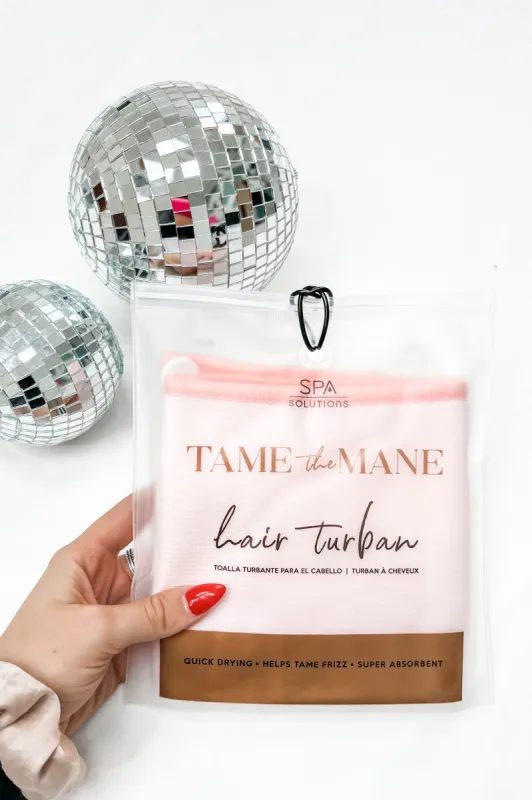 SPA
SOLUTIONS
TAME the MANE
hair turban
TOALLA TURBANTE PARA EL CABELLO | TURBAN À CHEVEUX
QUICK DRYING • HELPS TAME FRIZZ • SUPER ABSORBENT